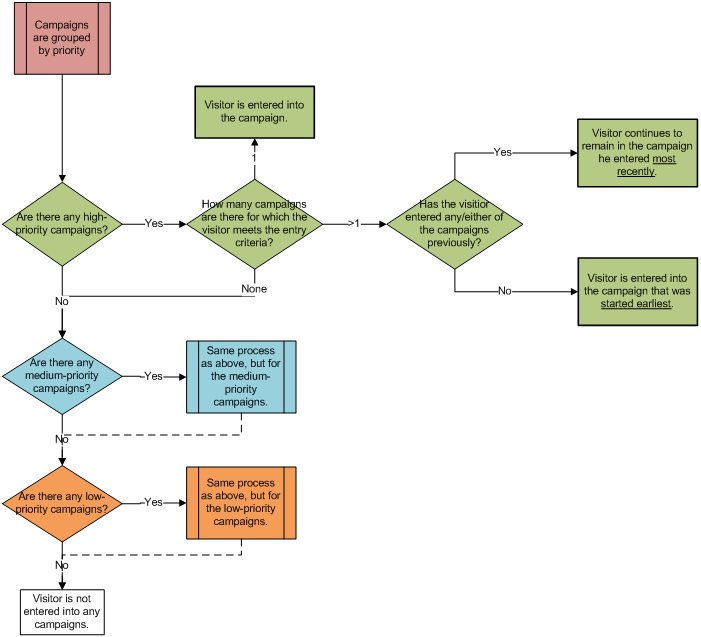 Campaigns
are grouped
by priority
Visitor is entered into
the campaign.
1
Visitor continues to
remain in the campaign
he entered most
recently.
Yes
Are there any high-
priority campaigns?
Yes
How many campaigns
are there for which the
visitor meets the entry
criteria?
>1
Has the visitior
entered any/either of
the campaigns
previously?
No
Visitor is entered into
the campaign that was
started earliest.
None
No
Are there any
medium-priority
campaigns?
Yes
Same process
as above, but for
the medium-
priority
campaigns.
No
Are there any low-
priority campaigns?
Yes
Same process
as above, but for
the low-priority
campaigns.
No
Visitor is not
entered into any
campaigns.